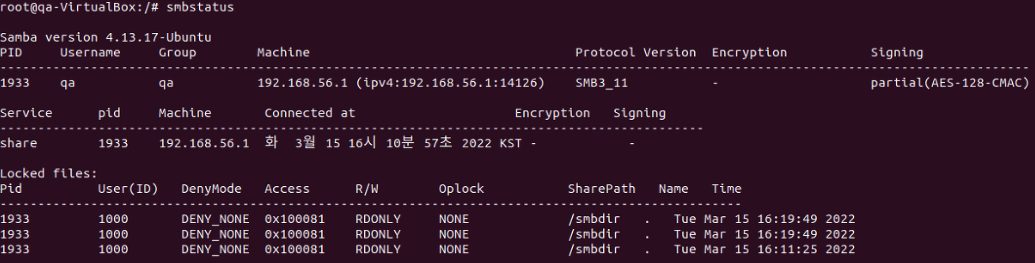 root@qa-VirtualBox:/# smbstatus
Samba version 4.13.17-Ubuntu
PID     Username     Group        Machine                                   Protocol Version  Encryption           Signing
----------------------------------------------------------------------------------------------------------------------------------------
1933    qa           qa           192.168.56.1 (ipv4:192.168.56.1:14126)    SMB3_11           -                    partial(AES-128-CMAC)
Service      pid     Machine       Connected at                     Encryption   Signing
---------------------------------------------------------------------------------------------
share        1933    192.168.56.1  화  3월 15 16시 10분 57초 2022 KST -            -
Locked files:
Pid          User(ID)   DenyMode   Access      R/W        Oplock           SharePath   Name   Time
--------------------------------------------------------------------------------------------------
1933         1000       DENY_NONE  0x100081    RDONLY     NONE             /smbdir   .   Tue Mar 15 16:19:49 2022
1933         1000       DENY_NONE  0x100081    RDONLY     NONE             /smbdir   .   Tue Mar 15 16:19:49 2022
1933         1000       DENY_NONE  0x100081    RDONLY     NONE             /smbdir   .   Tue Mar 15 16:11:25 2022